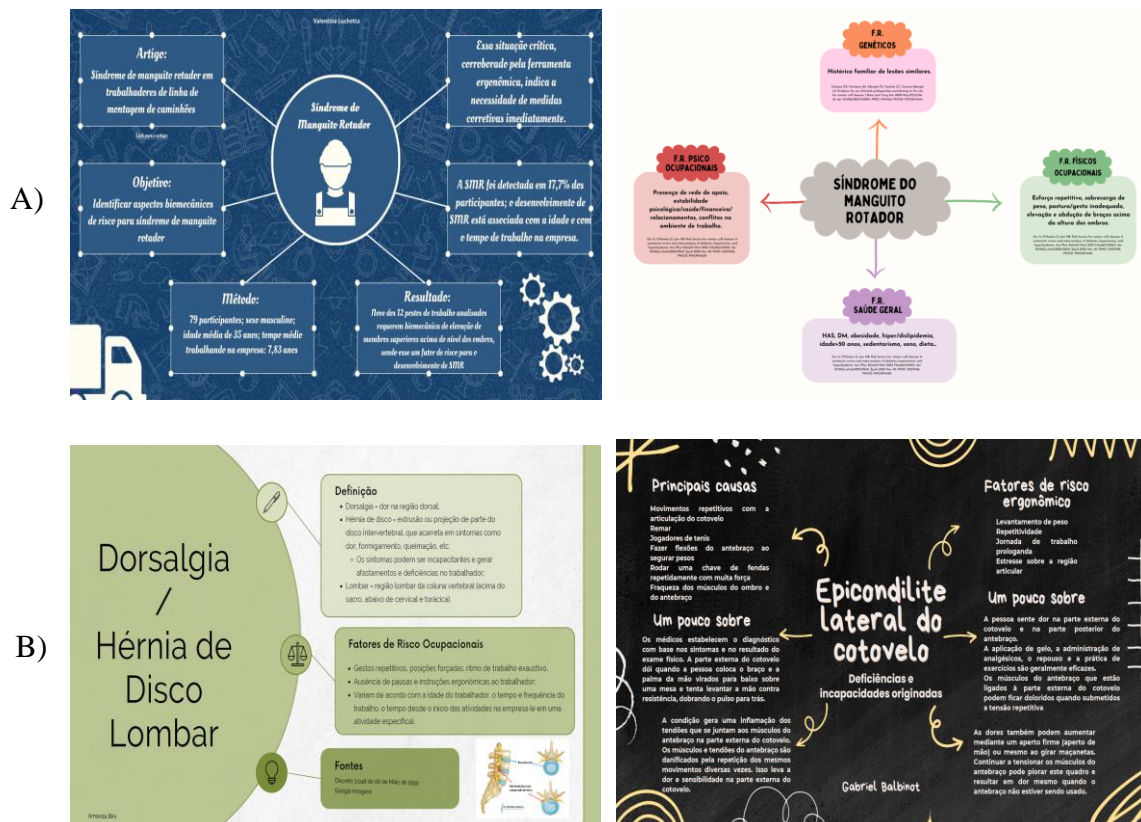 A)
Valentina Luchetta
Artigo:
Síndrome de manguito rotador em
trabalhadores de linha de
montagem de caminhões
Objetivo:
Identificar aspectos biomecânicos
de risco para síndrome de manguito
rotador
Método:
79 participantes; sexo masculino;
idade média de 35 anos; tempo médio
trabalhando na empresa: 7,83 anos
Síndrome do
Manguito Rotador
Essa situação crítica,
corroborado pela ferramenta
ergonômica, indica a
necessidade de medidas
corretivas imediatamente.
A SMR foi detectada em 17,7% dos
participantes; o desenvolvimento de
SMR está associada com a idade e com
o tempo de trabalho na empresa.
Resultado:
Nove dos 12 postos de trabalho analisados
requerem biomecânica de elevação de
membros superiores acima do nível dos ombros,
sendo esse um fator de risco para o
desenvolvimento de SMR
F.R.
GENÉTICOS
Histórico familiar de lesões similares.
F.R. PSICO
OCUPACIONAIS
Presença de rede de apoio,
estabilidade
psicológica/saúde/financeira/
relacionamentos, conflitos no
ambiente de trabalho.
SÍNDROME DO
MANGUITO
ROTADOR
F.R. FÍSICOS
OCUPACIONAIS
Esforço repetitivo, sobrecarga de
peso, postura/gesto inadequada,
elevação e abdução de braços acima
da altura dos ombros.
F.R.
SAÚDE GERAL
HAS, DM, obesidade, hiper/dislipidemia,
idade>50 anos, sedentarismo, sono, dieta...
B)
Dorsalgia
/
Hérnia de
Disco
Lombar
Amanda Bini
Definição
• Dorsalgia = dor na região dorsal;
• Hérnia de disco = extrusão ou projeção de parte do
disco intervertebral, que acarreta em sintomas como
dor, formigamento, queimação, etc.
○ Os sintomas podem ser incapacitantes e gerar
afastamentos e deficiências no trabalhador;
• Lombar = região lombar da coluna vertebral (acima do
sacro, abaixo de cervical e torácica).
Fatores de Risco Ocupacionais
• Gestos repetitivos, posições forçadas, ritmo de trabalho exaustivo;
• Ausência de pausas e instruções ergonômicas ao trabalhador;
• Variam de acordo com a idade do trabalhador, o tempo e frequência do
trabalho, o tempo desde o início das atividades na empresa (e em uma
atividade específica).
Fontes
Decreto 3.048 de 06 de Maio de 1999
Google Imagens
Principais causas
Movimentos repetitivos com a
articulação do cotovelo
Remar
Jogadores de tenis
Fazer flexões do antebraço ao
segurar pesos
Rodar uma chave de fendas
repetidamente com muita força
Fraqueza dos músculos do ombro e
do antebraço
Um pouco sobre
Os médicos estabelecem o diagnóstico
com base nos sintomas e no resultado do
exame físico. A parte externa do cotovelo
dói quando a pessoa coloca o braço e a
palma da mão virados para baixo sobre
uma mesa e tenta levantar a mão contra
resistência, dobrando o pulso para trás.
A condição gera uma inflamação dos
tendões que se juntam aos músculos do
antebraço na parte externa do cotovelo.
Os músculos e tendões do antebraço são
danificados pela repetição dos mesmos
movimentos diversas vezes. Isso leva a
dor e sensibilidade na parte externa do
cotovelo.
Epicondilite
lateral do
cotovelo
Deficiências e
incapacidades originadas
Gabriel Balbinot
Fatores de risco
ergonômico
Levantamento de peso
Repetitividade
Jornada de trabalho
prologanda
Estresse sobre a região
articular
Um pouco sobre
A pessoa sente dor na parte externa do
cotovelo e na parte posterior do
antebraço.
A aplicação de gelo, a administração de
analgésicos, o repouso e a prática de
exercícios são geralmente eficazes.
Os músculos do antebraço que estão
ligados à parte externa do cotovelo
podem ficar doloridos quando submetidos
a tensão repetitiva
As dores também podem aumentar
mediante um aperto firme (aperto de
mão) ou mesmo ao girar maçanetas.
Continuar a tensionar os músculos do
antebraço pode piorar este quadro e
resultar em dor mesmo quando o
antebraço não estiver sendo usado.